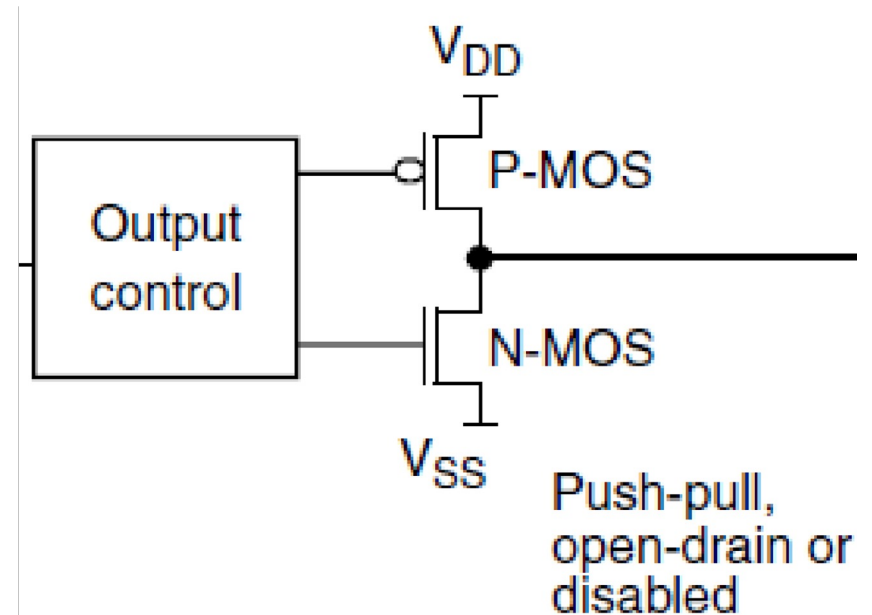 VDD
P-MOS
Output
control
N-MOS
VSS
Push-pull,
open-drain or
disabled